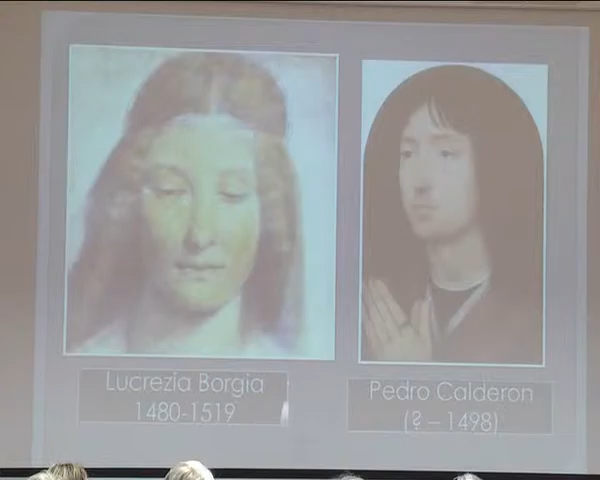 Lucrezia Borgia
1480-1519
Pedro Calderon
(? – 1498)